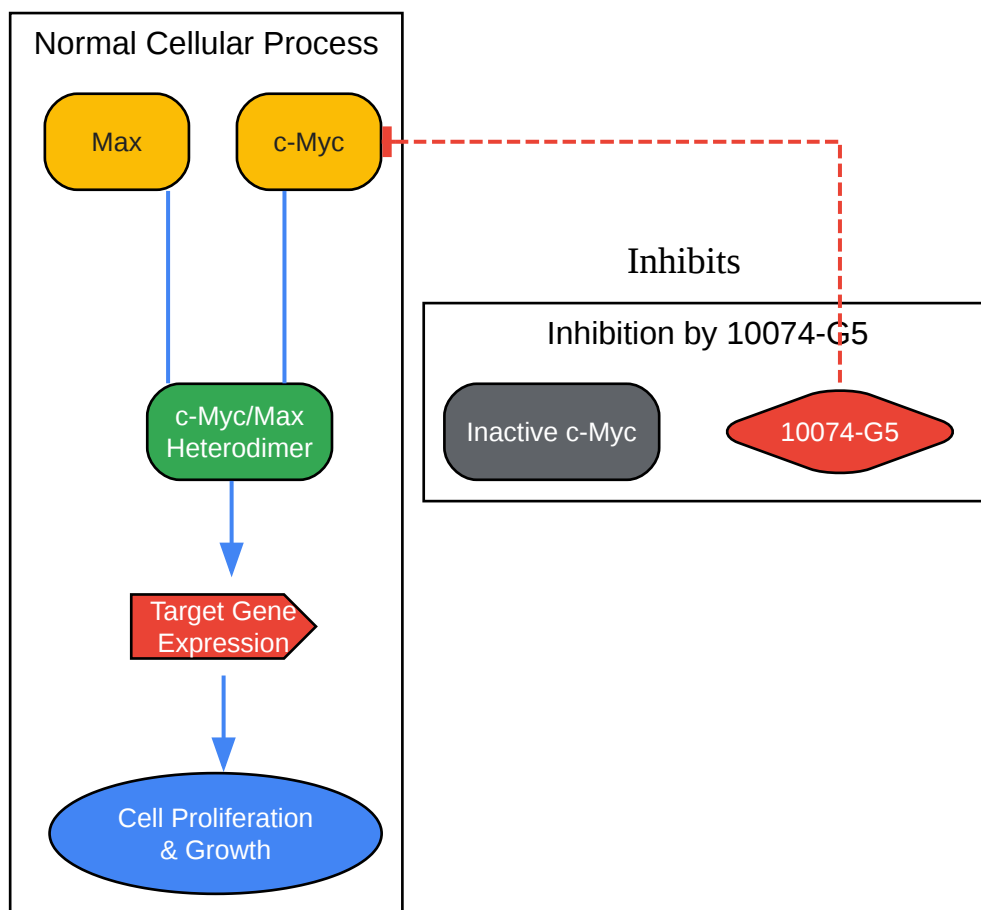 Normal Cellular Process
Max
c-Myc
Inhibits
Inhibition by 10074-G5
c-Myc/Max
Heterodimer
Inactive c-Myc
10074-G5
Target Gene
Expression
Cell Proliferation
& Growth